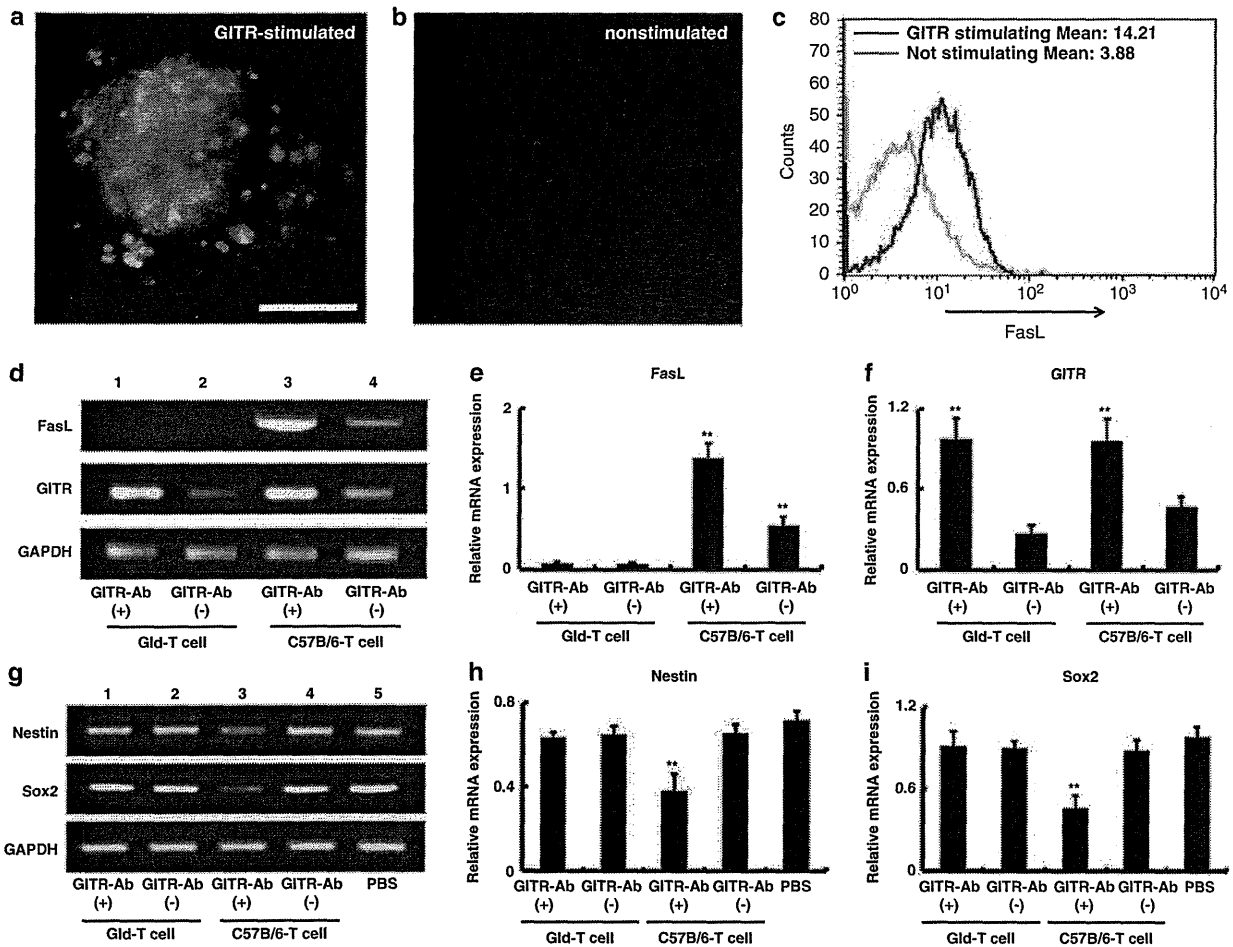 a
GITR-stimulated
b
nonstimulated
c
80
70
60
50
40
30
20
10
0
Counts
GITR stimulating Mean: 14.21
Not stimulating Mean: 3.88
10⁰ 10¹ 10² 10³ 10⁴
FasL
d
1 2 3 4
FasL
GITR
GAPDH
GITR-Ab GITR-Ab GITR-Ab GITR-Ab
(+) (-) (+) (-)
Gld-T cell C57B/6-T cell
e
FasL
Relative mRNA expression
2
1
0
**
**
GITR-Ab GITR-Ab GITR-Ab GITR-Ab
(+) (-) (+) (-)
Gld-T cell C57B/6-T cell
f
GITR
Relative mRNA expression
1.2
0.6
0
**
**
GITR-Ab GITR-Ab GITR-Ab GITR-Ab
(+) (-) (+) (-)
Gld-T cell C57B/6-T cell
g
1 2 3 4 5
Nestin
Sox2
GAPDH
GITR-Ab GITR-Ab GITR-Ab GITR-Ab PBS
(+) (-) (+) (-)
Gld-T cell C57B/6-T cell
h
Nestin
Relative mRNA expression
0.8
0.4
0
**
GITR-Ab GITR-Ab GITR-Ab GITR-Ab PBS
(+) (-) (+) (-)
Gld-T cell C57B/6-T cell
i
Sox2
Relative mRNA expression
1.2
0.6
0
**
GITR-Ab GITR-Ab GITR-Ab GITR-Ab PBS
(+) (-) (+) (-)
Gld-T cell C57B/6-T cell